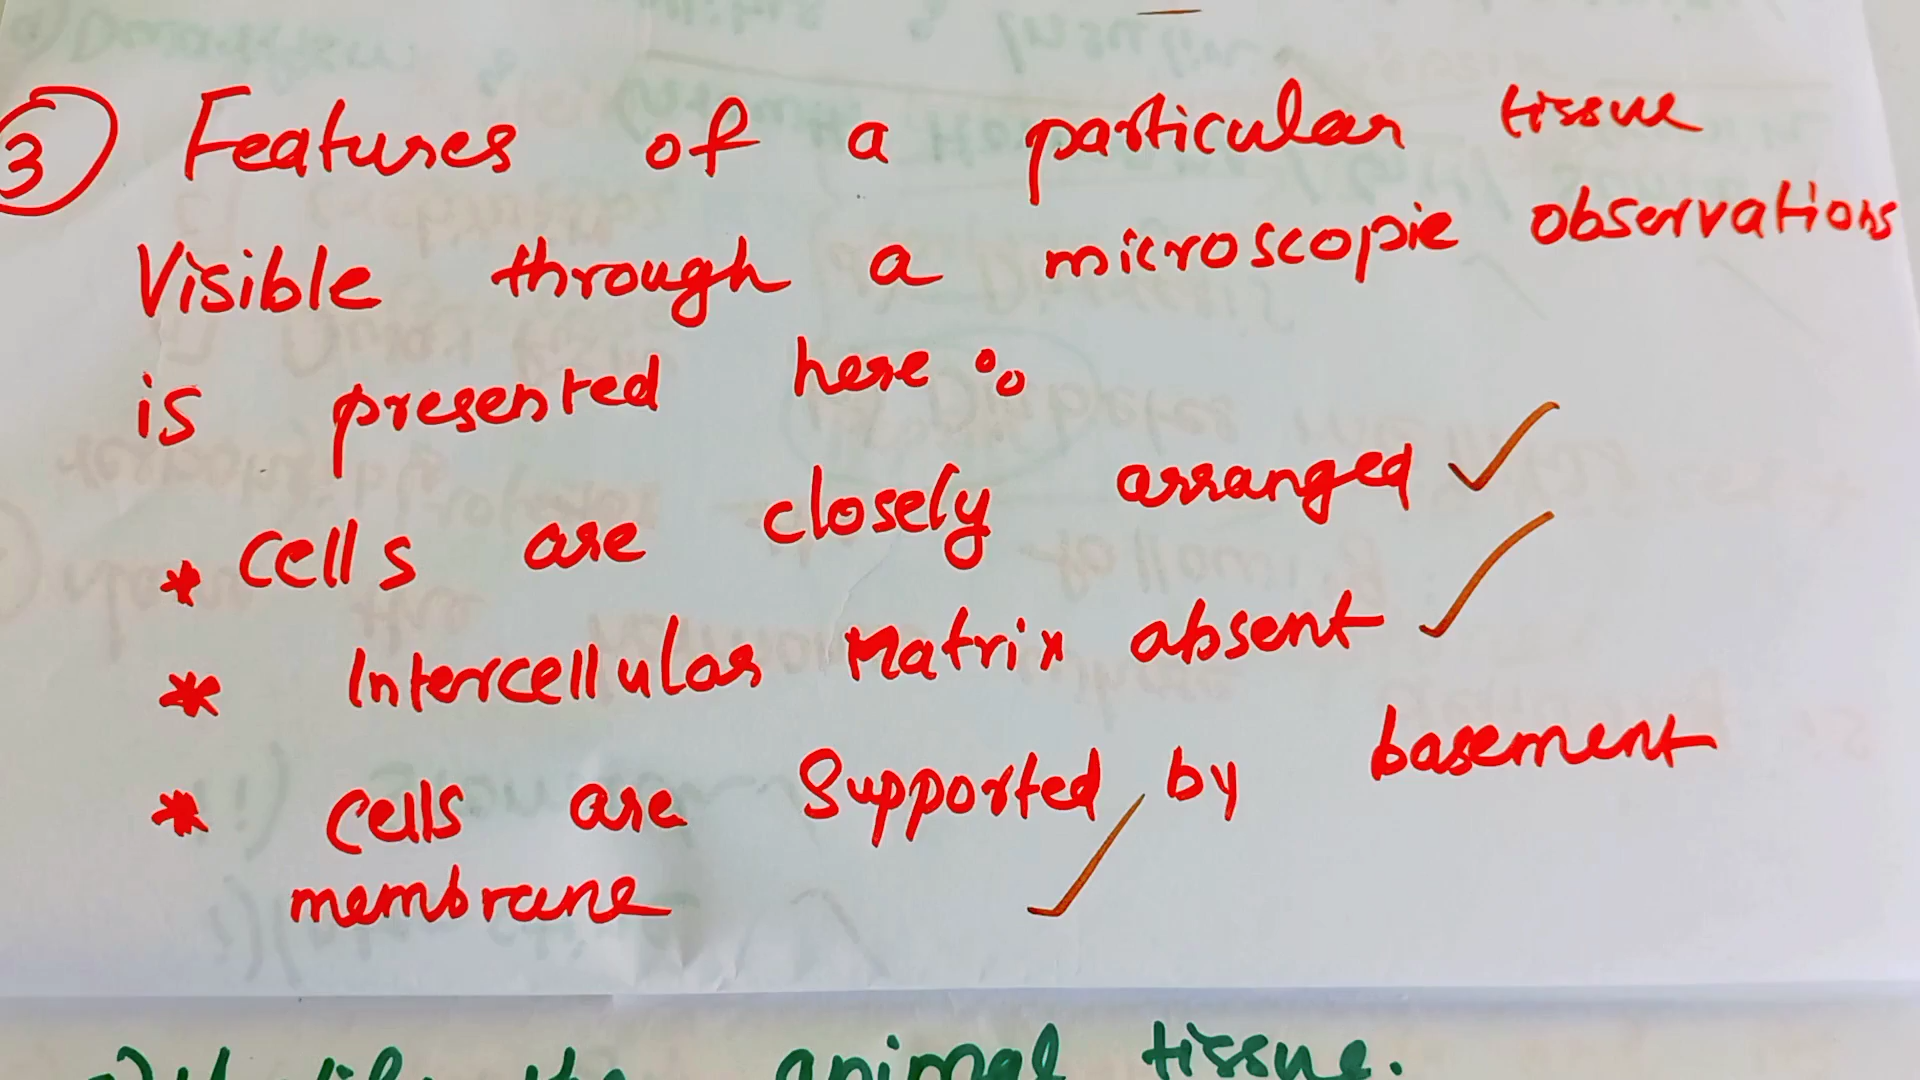 3 Features of a particular tissue
Visible through a microscopic observations
is presented here :
* Cells are closely arranged
* Intercellular Matrix absent
* Cells are Supported by basement
membrane
animal tissue.